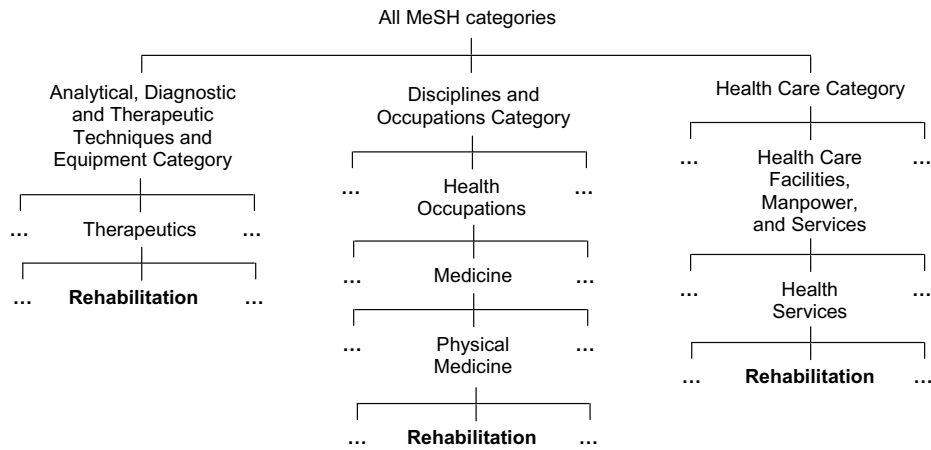 All MeSH categories
Analytical, Diagnostic
and Therapeutic
Techniques and
Equipment Category
... Therapeutics ...
... Rehabilitation ...
Disciplines and
Occupations Category
... Health ...
Occupations
... Medicine ...
... Physical ...
Medicine
... Rehabilitation ...
Health Care Category
... Health Care ...
Facilities,
Manpower,
and Services
... Health ...
Services
... Rehabilitation ...